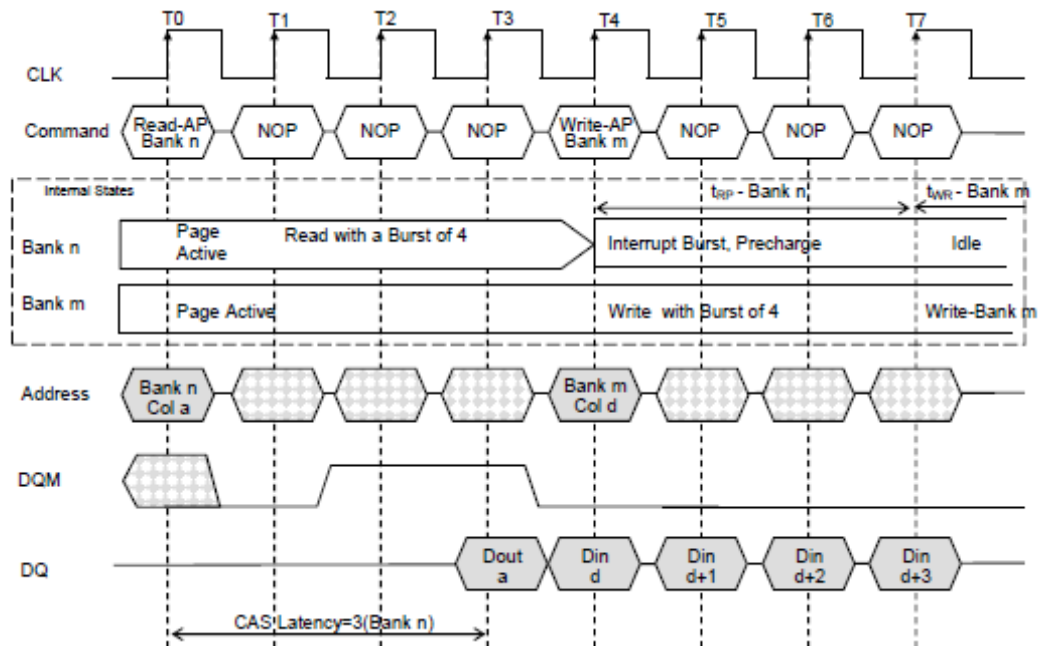 T0 T1 T2 T3 T4 T5 T6 T7
CLK
Command
Read-AP
Bank n
NOP
NOP
NOP
Write-AP
Bank m
NOP
NOP
NOP
Internal States
tRP - Bank n
tWR - Bank m
Bank n
Page
Active
Read with a Burst of 4
Interrupt Burst, Precharge
Idle
Bank m
Page Active
Write with Burst of 4
Write-Bank m
Address
Bank n
Col a
Bank m
Col d
DQM
DQ
Dout
a
Din
d
Din
d+1
Din
d+2
Din
d+3
CAS Latency=3(Bank n)